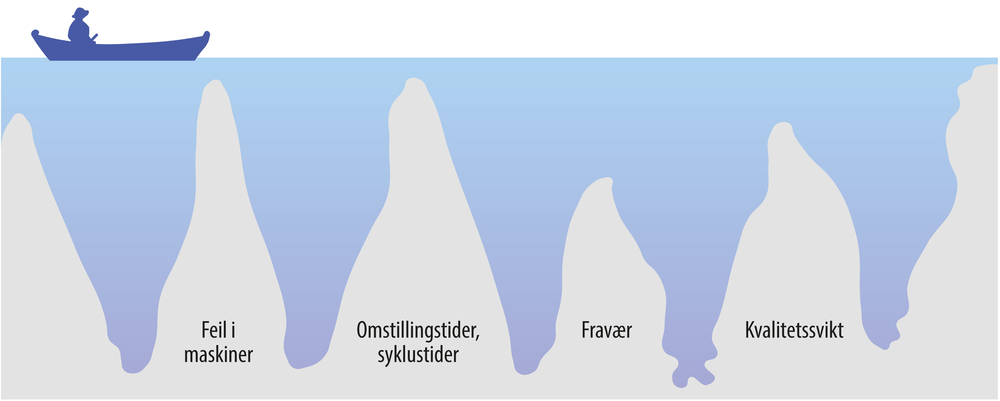 Feil i
maskiner
Omstillingstider,
syklustider
Fravær
Kvalitetssvikt